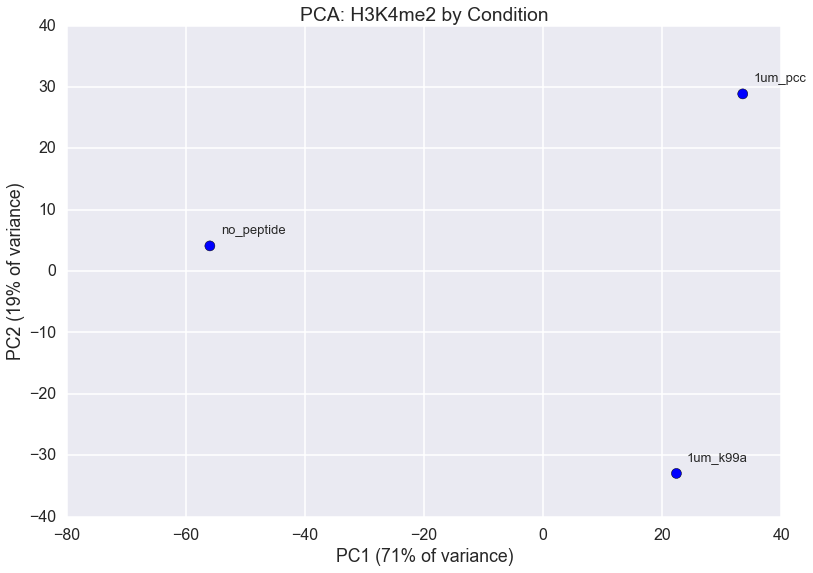 PCA: H3K4me2 by Condition
40
30
20
10
0
−10
−20
−30
−40
PC2 (19% of variance)
1um_pcc
no_peptide
1um_k99a
−80
−60
−40
−20
0
20
40
PC1 (71% of variance)